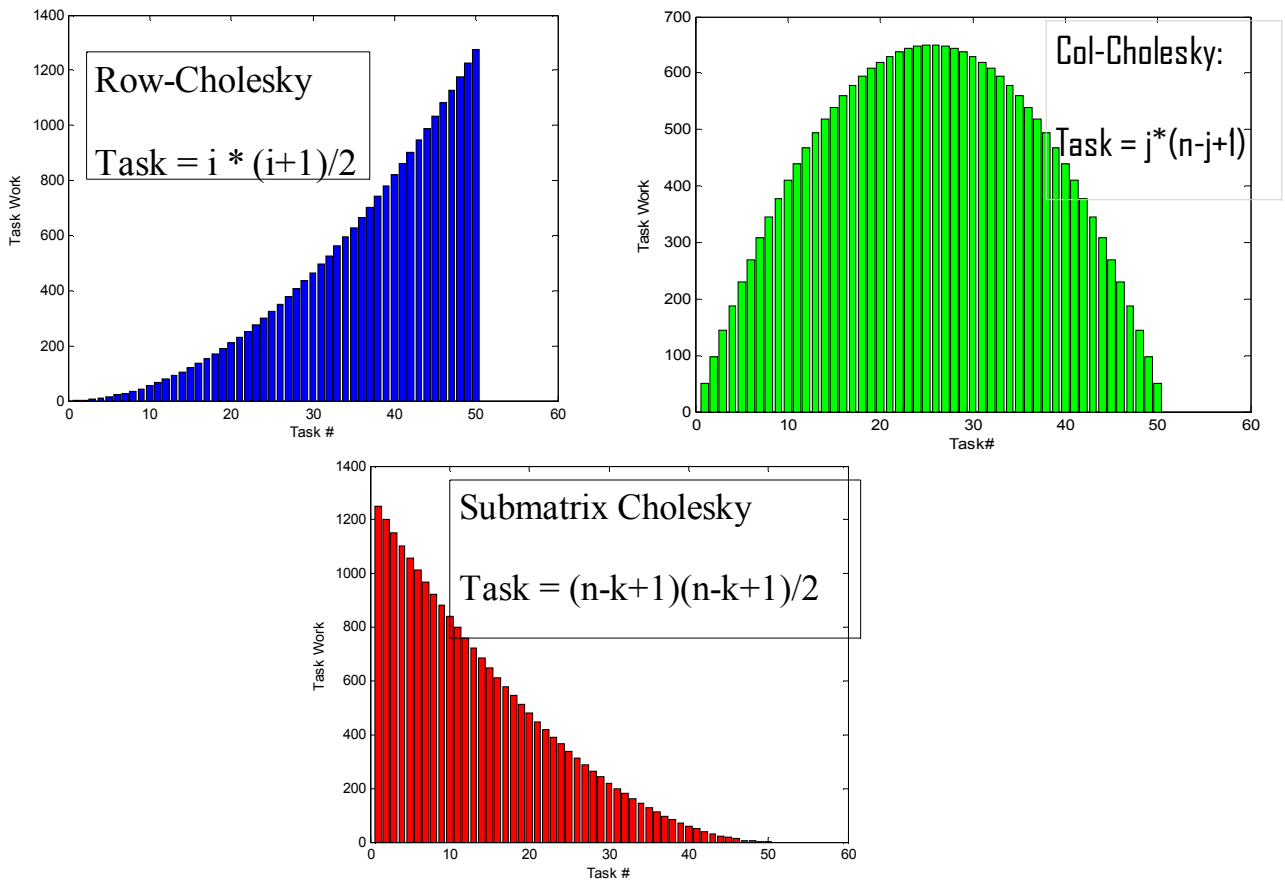 1400
1200
1000
800
600
400
200
0
Task Work
Row-Cholesky
Task = i * (i+1)/2
0 10 20 30 40 50 60
Task #
700
600
500
400
300
200
100
0
Task Work
Col-Cholesky:
Task = j*(n-j+1)
0 10 20 30 40 50 60
Task#
1400
1200
1000
800
600
400
200
0
Task Work
Submatrix Cholesky
Task = (n-k+1)(n-k+1)/2
0 10 20 30 40 50 60
Task #